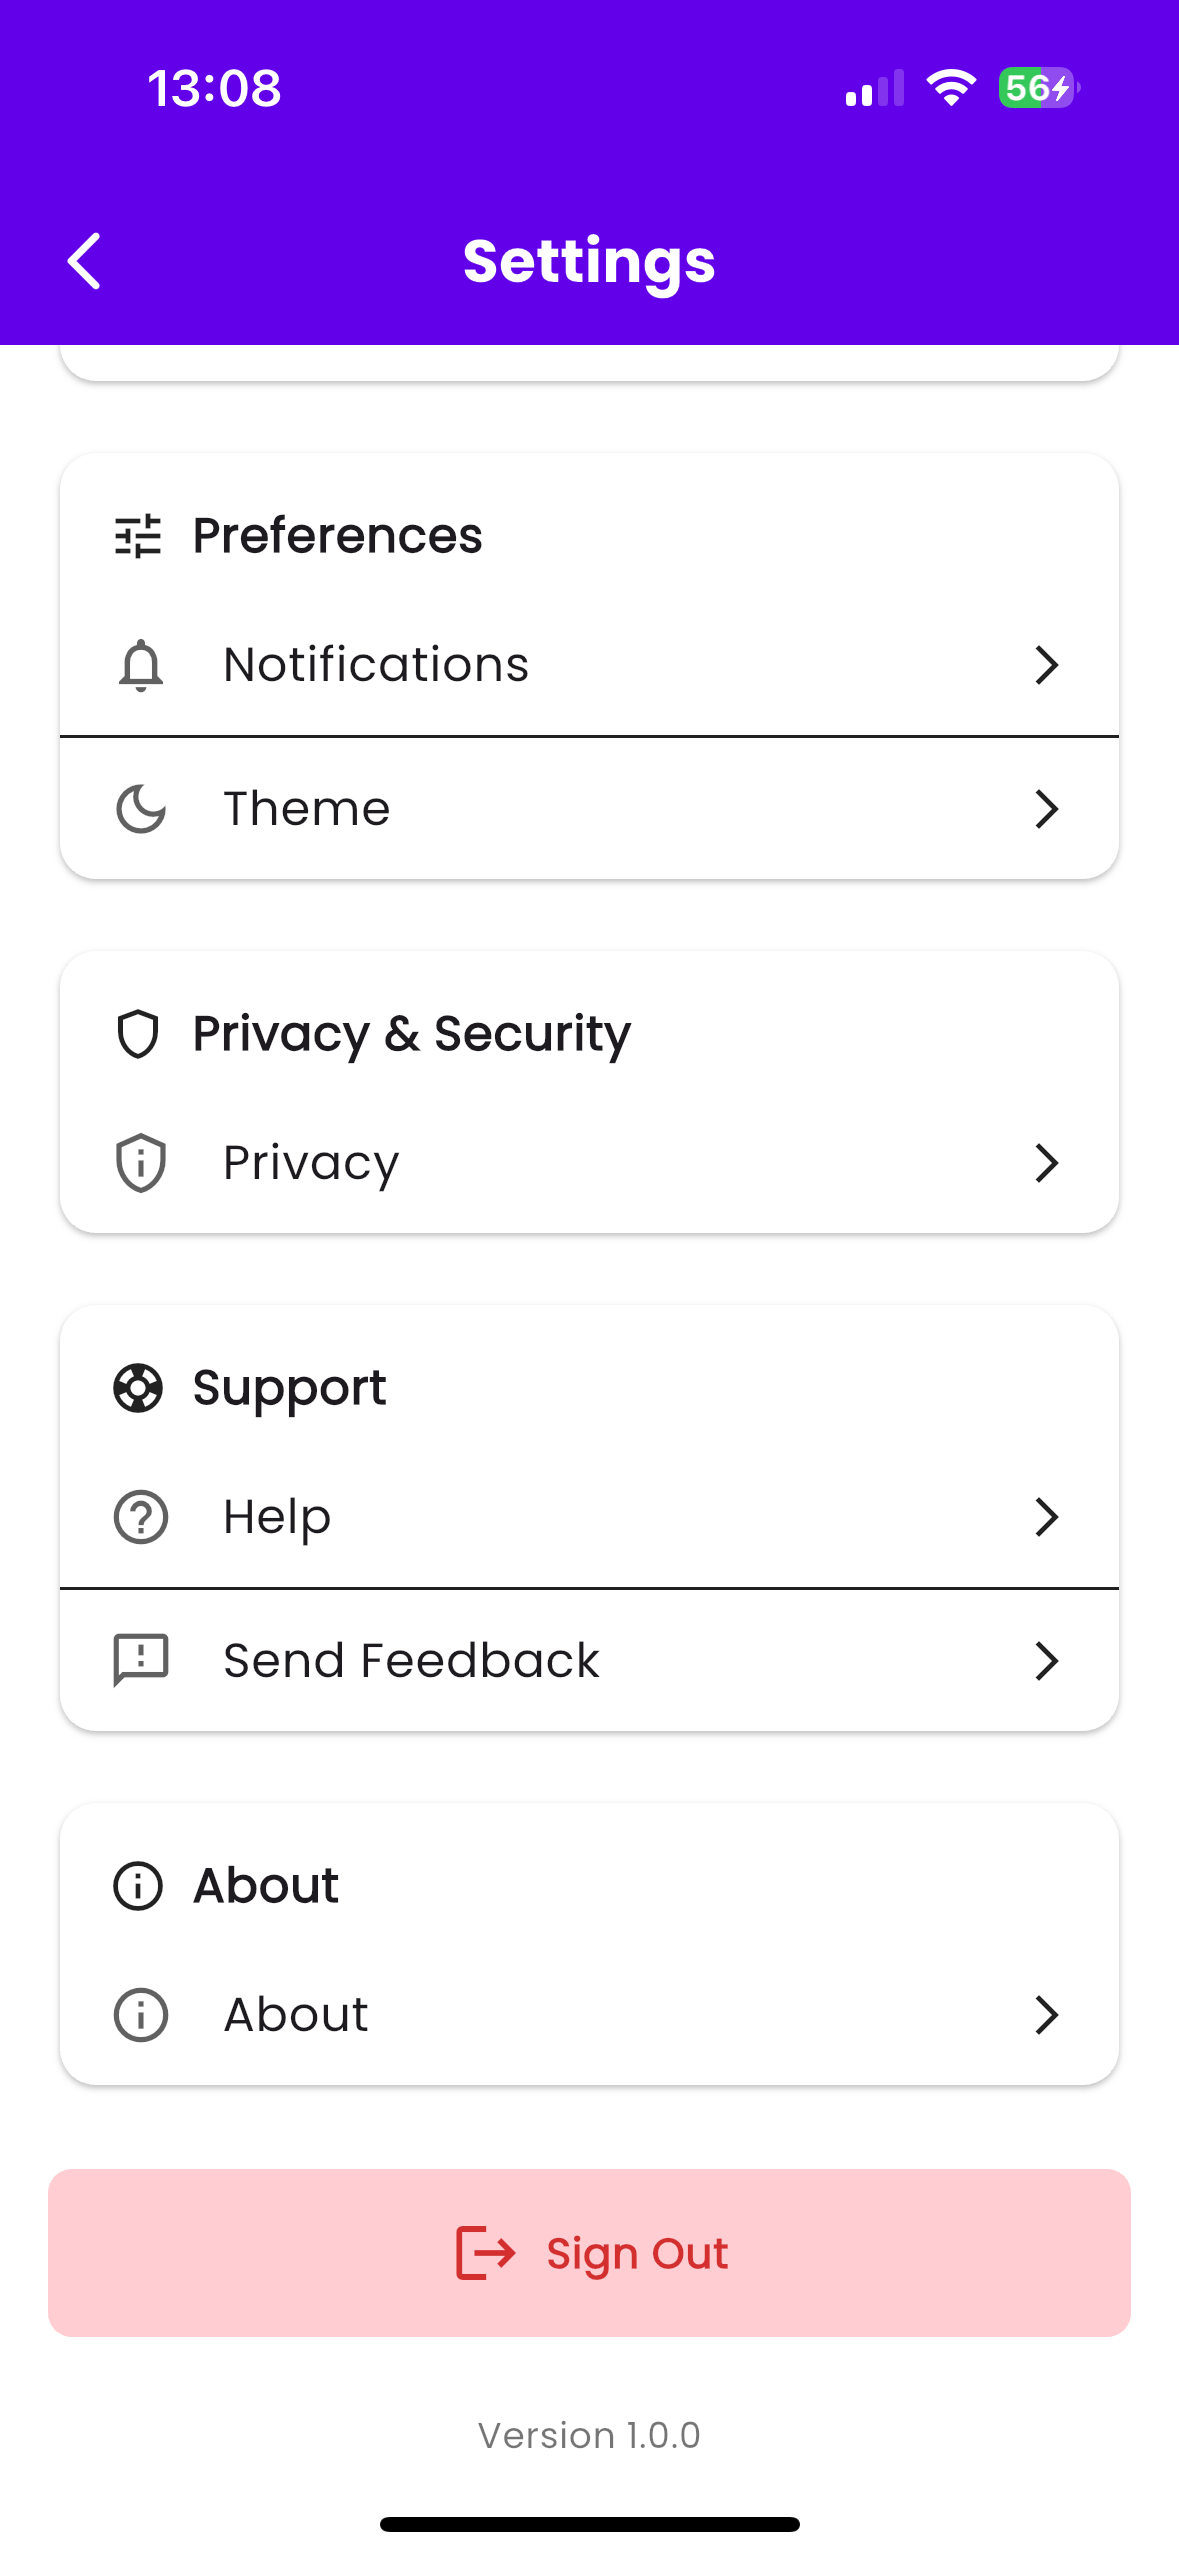 13:08
56
Settings
Preferences
Notifications
Theme
Privacy & Security
Privacy
Support
Help
Send Feedback
About
About
Sign Out
Version 1.0.0